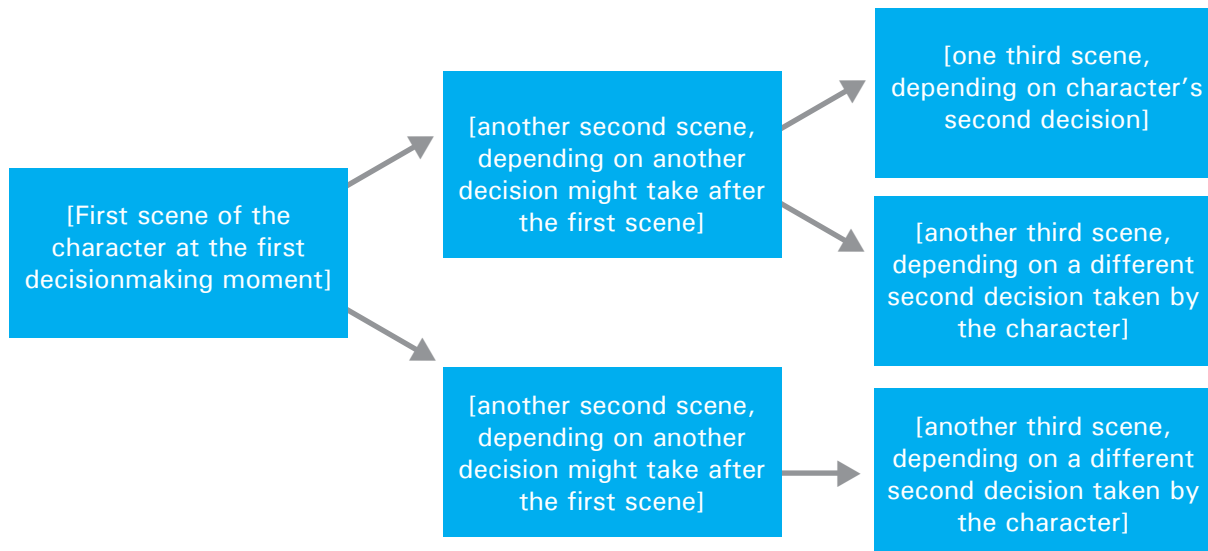 [First scene of the
character at the first
decisionmaking moment]
[another second scene,
depending on another
decision might take after
the first scene]
[another second scene,
depending on another
decision might take after
the first scene]
[one third scene,
depending on character’s
second decision]
[another third scene,
depending on a different
second decision taken by
the character]
[another third scene,
depending on a different
second decision taken by
the character]